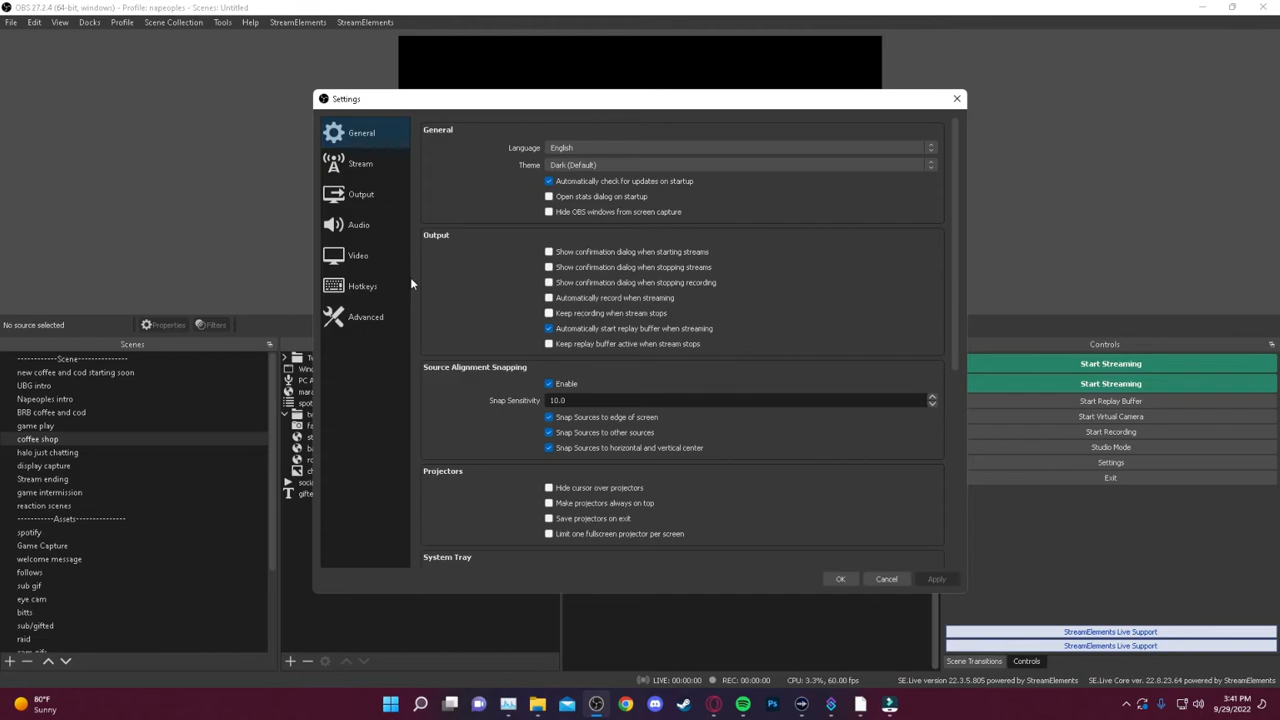 OBS 27.2.4 (64-bit, windows) - Profile: napeoples - Scenes: Untitled
File Edit View Docks Profile Scene Collection Tools Help StreamElements StreamElements
Settings
General
Stream
Output
Audio
Video
Hotkeys
Advanced
General
Language English
Theme Dark (Default)
Automatically check for updates on startup
Open stats dialog on startup
Hide OBS windows from screen capture
Output
Show confirmation dialog when starting streams
Show confirmation dialog when stopping streams
Show confirmation dialog when stopping recording
Automatically record when streaming
Keep recording when stream stops
Automatically start replay buffer when streaming
Keep replay buffer active when stream stops
Source Alignment Snapping
Enable
Snap Sensitivity 10.0
Snap Sources to edge of screen
Snap Sources to other sources
Snap Sources to horizontal and vertical center
Projectors
Hide cursor over projectors
Make projectors always on top
Save projectors on exit
Limit one fullscreen projector per screen
System Tray
OK Cancel Apply
No source selected
Properties Filters
Scenes
------------Scene---------------
new coffee and cod starting soon
UBG intro
Napeoples intro
BRB coffee and cod
game play
coffee shop
halo just chatting
display capture
Stream ending
game intermission
reaction scenes
------------Assets---------------
spotify
Game Capture
welcome message
follows
sub gif
eye cam
bitts
sub/gifted
raid
PC A
mara
spot
socia
gifte
Controls
Start Streaming
Start Streaming
Start Replay Buffer
Start Virtual Camera
Start Recording
Studio Mode
Settings
Exit
StreamElements Live Support
StreamElements Live Support
Scene Transitions Controls
LIVE: 00:00:00 REC: 00:00:00 CPU: 3.3%, 60.00 fps
SE.Live version 22.3.5.805 powered by StreamElements SE.Live Core ver. 22.8.23.64 powered by StreamElements
80°F
Sunny
3:41 PM
9/29/2022